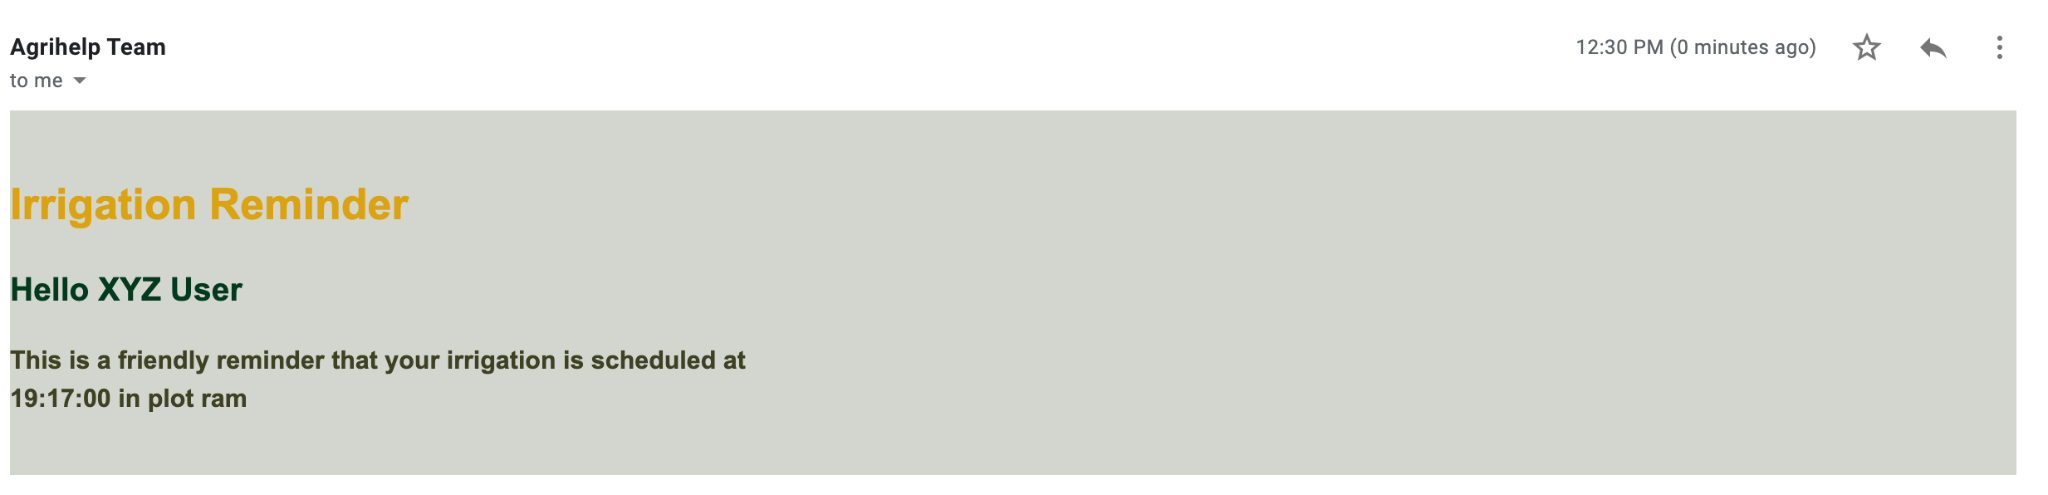 Agrihelp Team
12:30 PM (0 minutes ago)
to me
Irrigation Reminder
Hello XYZ User
This is a friendly reminder that your irrigation is scheduled at
19:17:00 in plot ram